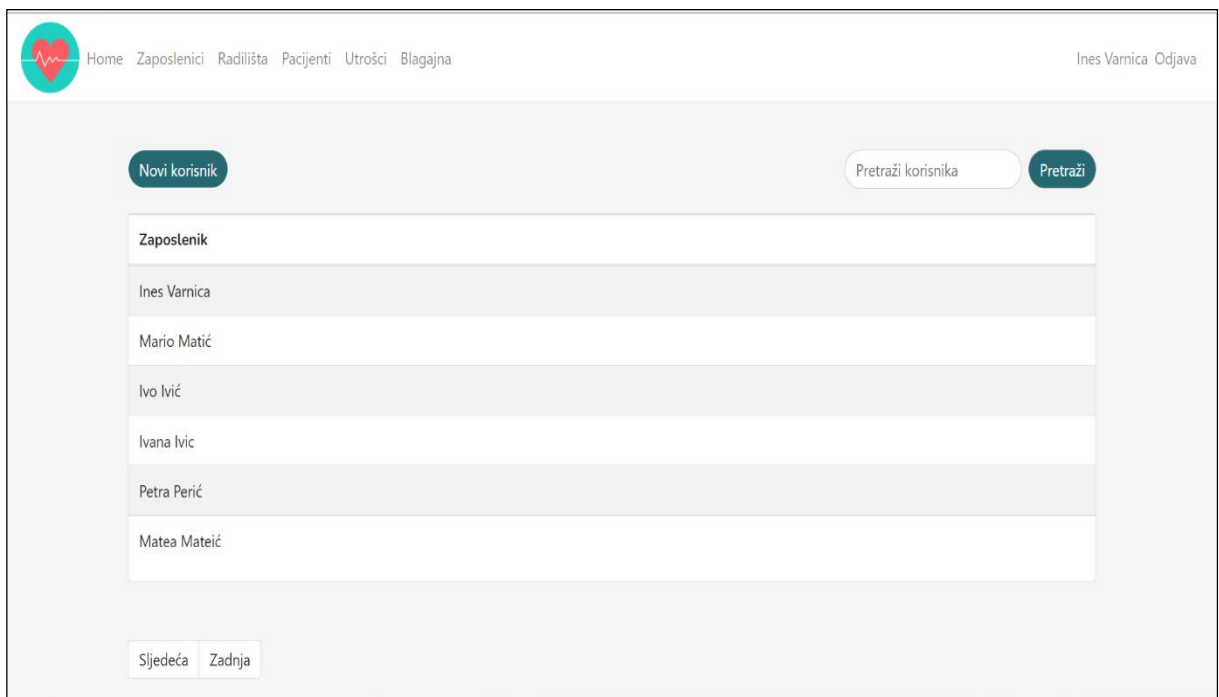 Home Zaposlenici Radilišta Pacijenti Utrošci Blagajna Ines Varnica Odjava
Novi korisnik Pretraži korisnika Pretraži
Zaposlenik
Ines Varnica
Mario Matić
Ivo Ivić
Ivana Ivic
Petra Perić
Matea Mateić
Sljedeća Zadnja